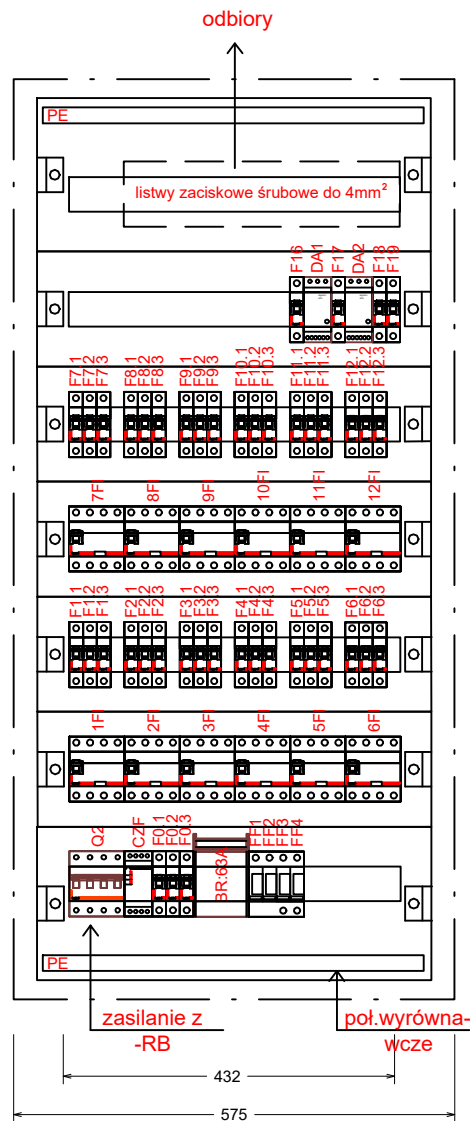 odbiory
PE
listwy zaciskowe śrubowe do 4mm²
F16 DA1 F17 DA2 F18 F19
F7.1 F7.2 F7.3 F8.1 F8.2 F8.3 F9.1 F9.2 F9.3 F10.1 F10.2 F10.3 F11.1 F11.2 F11.3 F12.1 F12.2 F12.3
7FI 8FI 9FI 10FI 11FI 12FI
F1.1 F1.2 F1.3 F2.1 F2.2 F2.3 F3.1 F3.2 F3.3 F4.1 F4.2 F4.3 F5.1 F5.2 F5.3 F6.1 F6.2 F6.3
1FI 2FI 3FI 4FI 5FI 6FI
Q2 CZF F0.1 F0.2 F0.3 BR:63A FF1 FF2 FF3 FF4
PE
zasilanie z
-RB
poł.wyrówna-
wcze
432
575